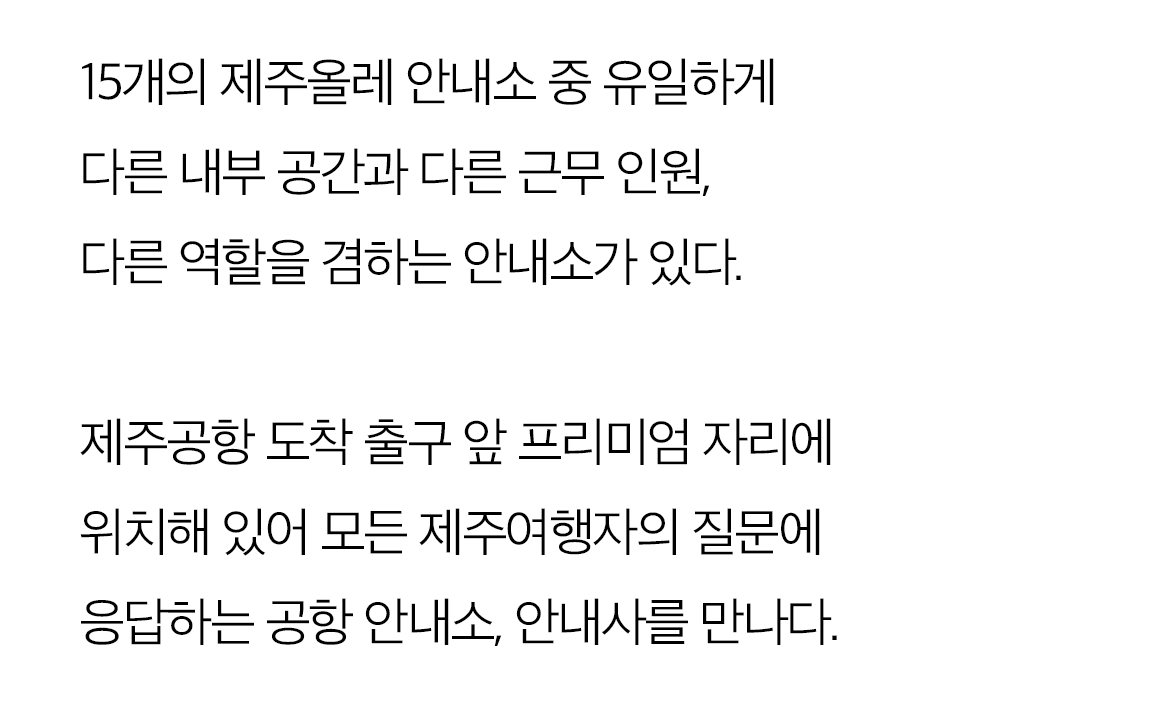 15개의 제주올레 안내소 중 유일하게
다른 내부 공간과 다른 근무 인원,
다른 역할을 겸하는 안내소가 있다.
제주공항 도착 출구 앞 프리미엄 자리에
위치해 있어 모든 제주여행자의 질문에
응답하는 공항 안내소, 안내사를 만나다.